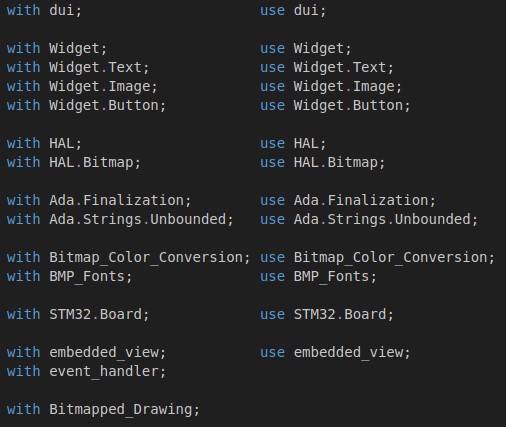 with dui; use dui;
with Widget; use Widget;
with Widget.Text; use Widget.Text;
with Widget.Image; use Widget.Image;
with Widget.Button; use Widget.Button;
with HAL; use HAL;
with HAL.Bitmap; use HAL.Bitmap;
with Ada.Finalization; use Ada.Finalization;
with Ada.Strings.Unbounded; use Ada.Strings.Unbounded;
with Bitmap_Color_Conversion; use Bitmap_Color_Conversion;
with BMP_Fonts; use BMP_Fonts;
with STM32.Board; use STM32.Board;
with embedded_view; use embedded_view;
with event_handler;
with Bitmapped_Drawing;